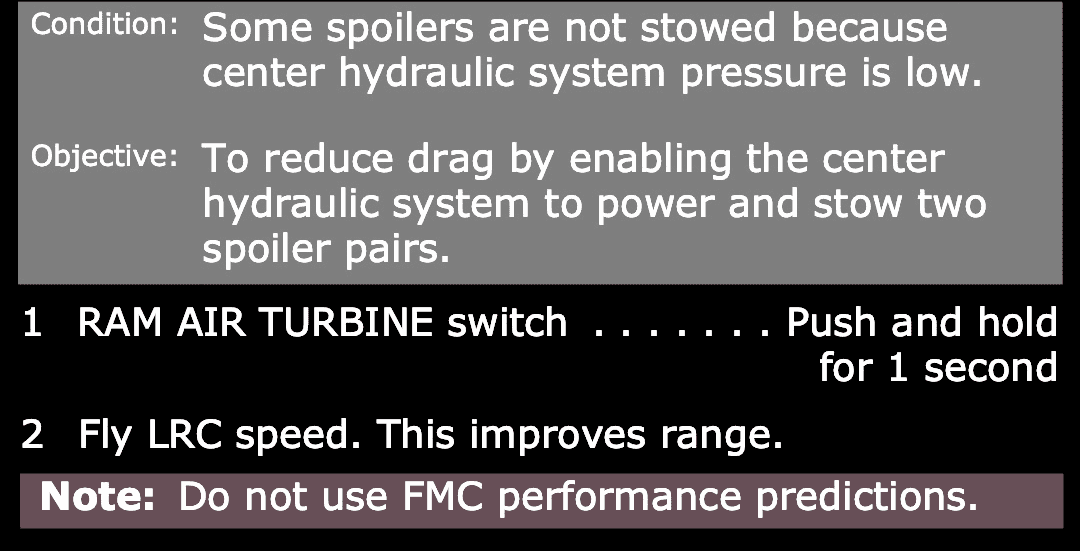 Condition: Some spoilers are not stowed because
center hydraulic system pressure is low.
Objective: To reduce drag by enabling the center
hydraulic system to power and stow two
spoiler pairs.
1 RAM AIR TURBINE switch . . . . . . . Push and hold
for 1 second
2 Fly LRC speed. This improves range.
Note: Do not use FMC performance predictions.